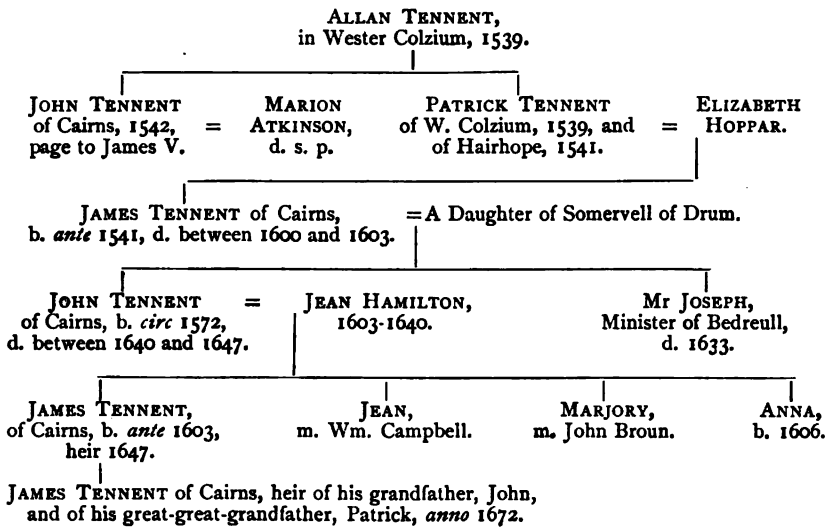 ALLAN TENNENT,
in Wester Colzium, 1539.
JOHN TENNENT
of Cairns, 1542,
page to James V.
=
MARION
ATKINSON,
d. s. p.
PATRICK TENNENT
of W. Colzium, 1539, and
of Hairhope, 1541.
=
ELIZABETH
HOPPAR.
JAMES TENNENT of Cairns,
b. ante 1541, d. between 1600 and 1603.
= A Daughter of Somervell of Drum.
JOHN TENNENT
of Cairns, b. circ 1572,
d. between 1640 and 1647.
=
JEAN HAMILTON,
1603-1640.
Mr JOSEPH,
Minister of Bedreull,
d. 1633.
JAMES TENNENT,
of Cairns, b. ante 1603,
heir 1647.
JEAN,
m. Wm. Campbell.
MARJORY,
m. John Broun.
ANNA,
b. 1606.
JAMES TENNENT of Cairns, heir of his grandfather, John,
and of his great-great-grandfather, Patrick, anno 1672.